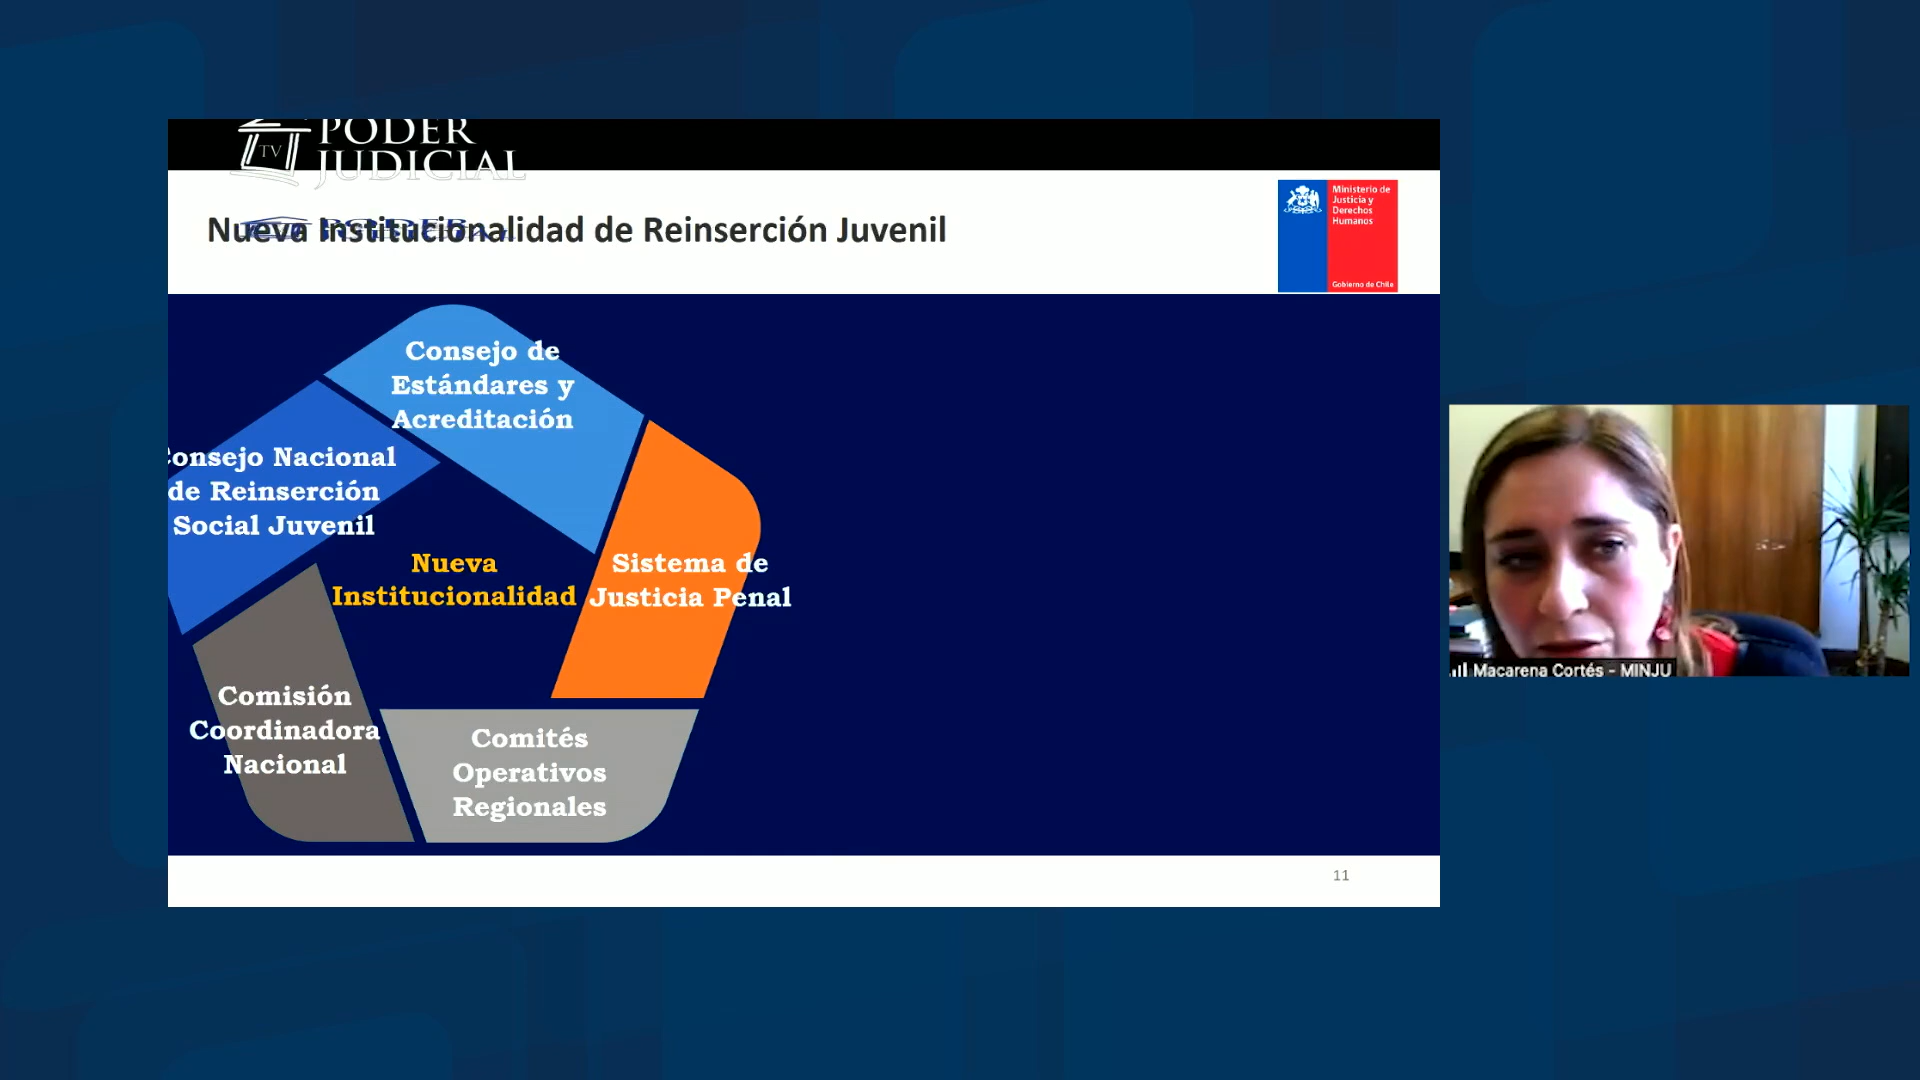 TV
PODER
JUDICIAL
Nueva Institucionalidad de Reinserción Juvenil
Ministerio de
Justicia y
Derechos
Humanos
Gobierno de Chile
Consejo de
Estándares y
Acreditación
onsejo Nacional
de Reinserción
Social Juvenil
Nueva
Institucionalidad
Sistema de
Justicia Penal
Comisión
Coordinadora
Nacional
Comités
Operativos
Regionales
11
Macarena Cortés - MINJU